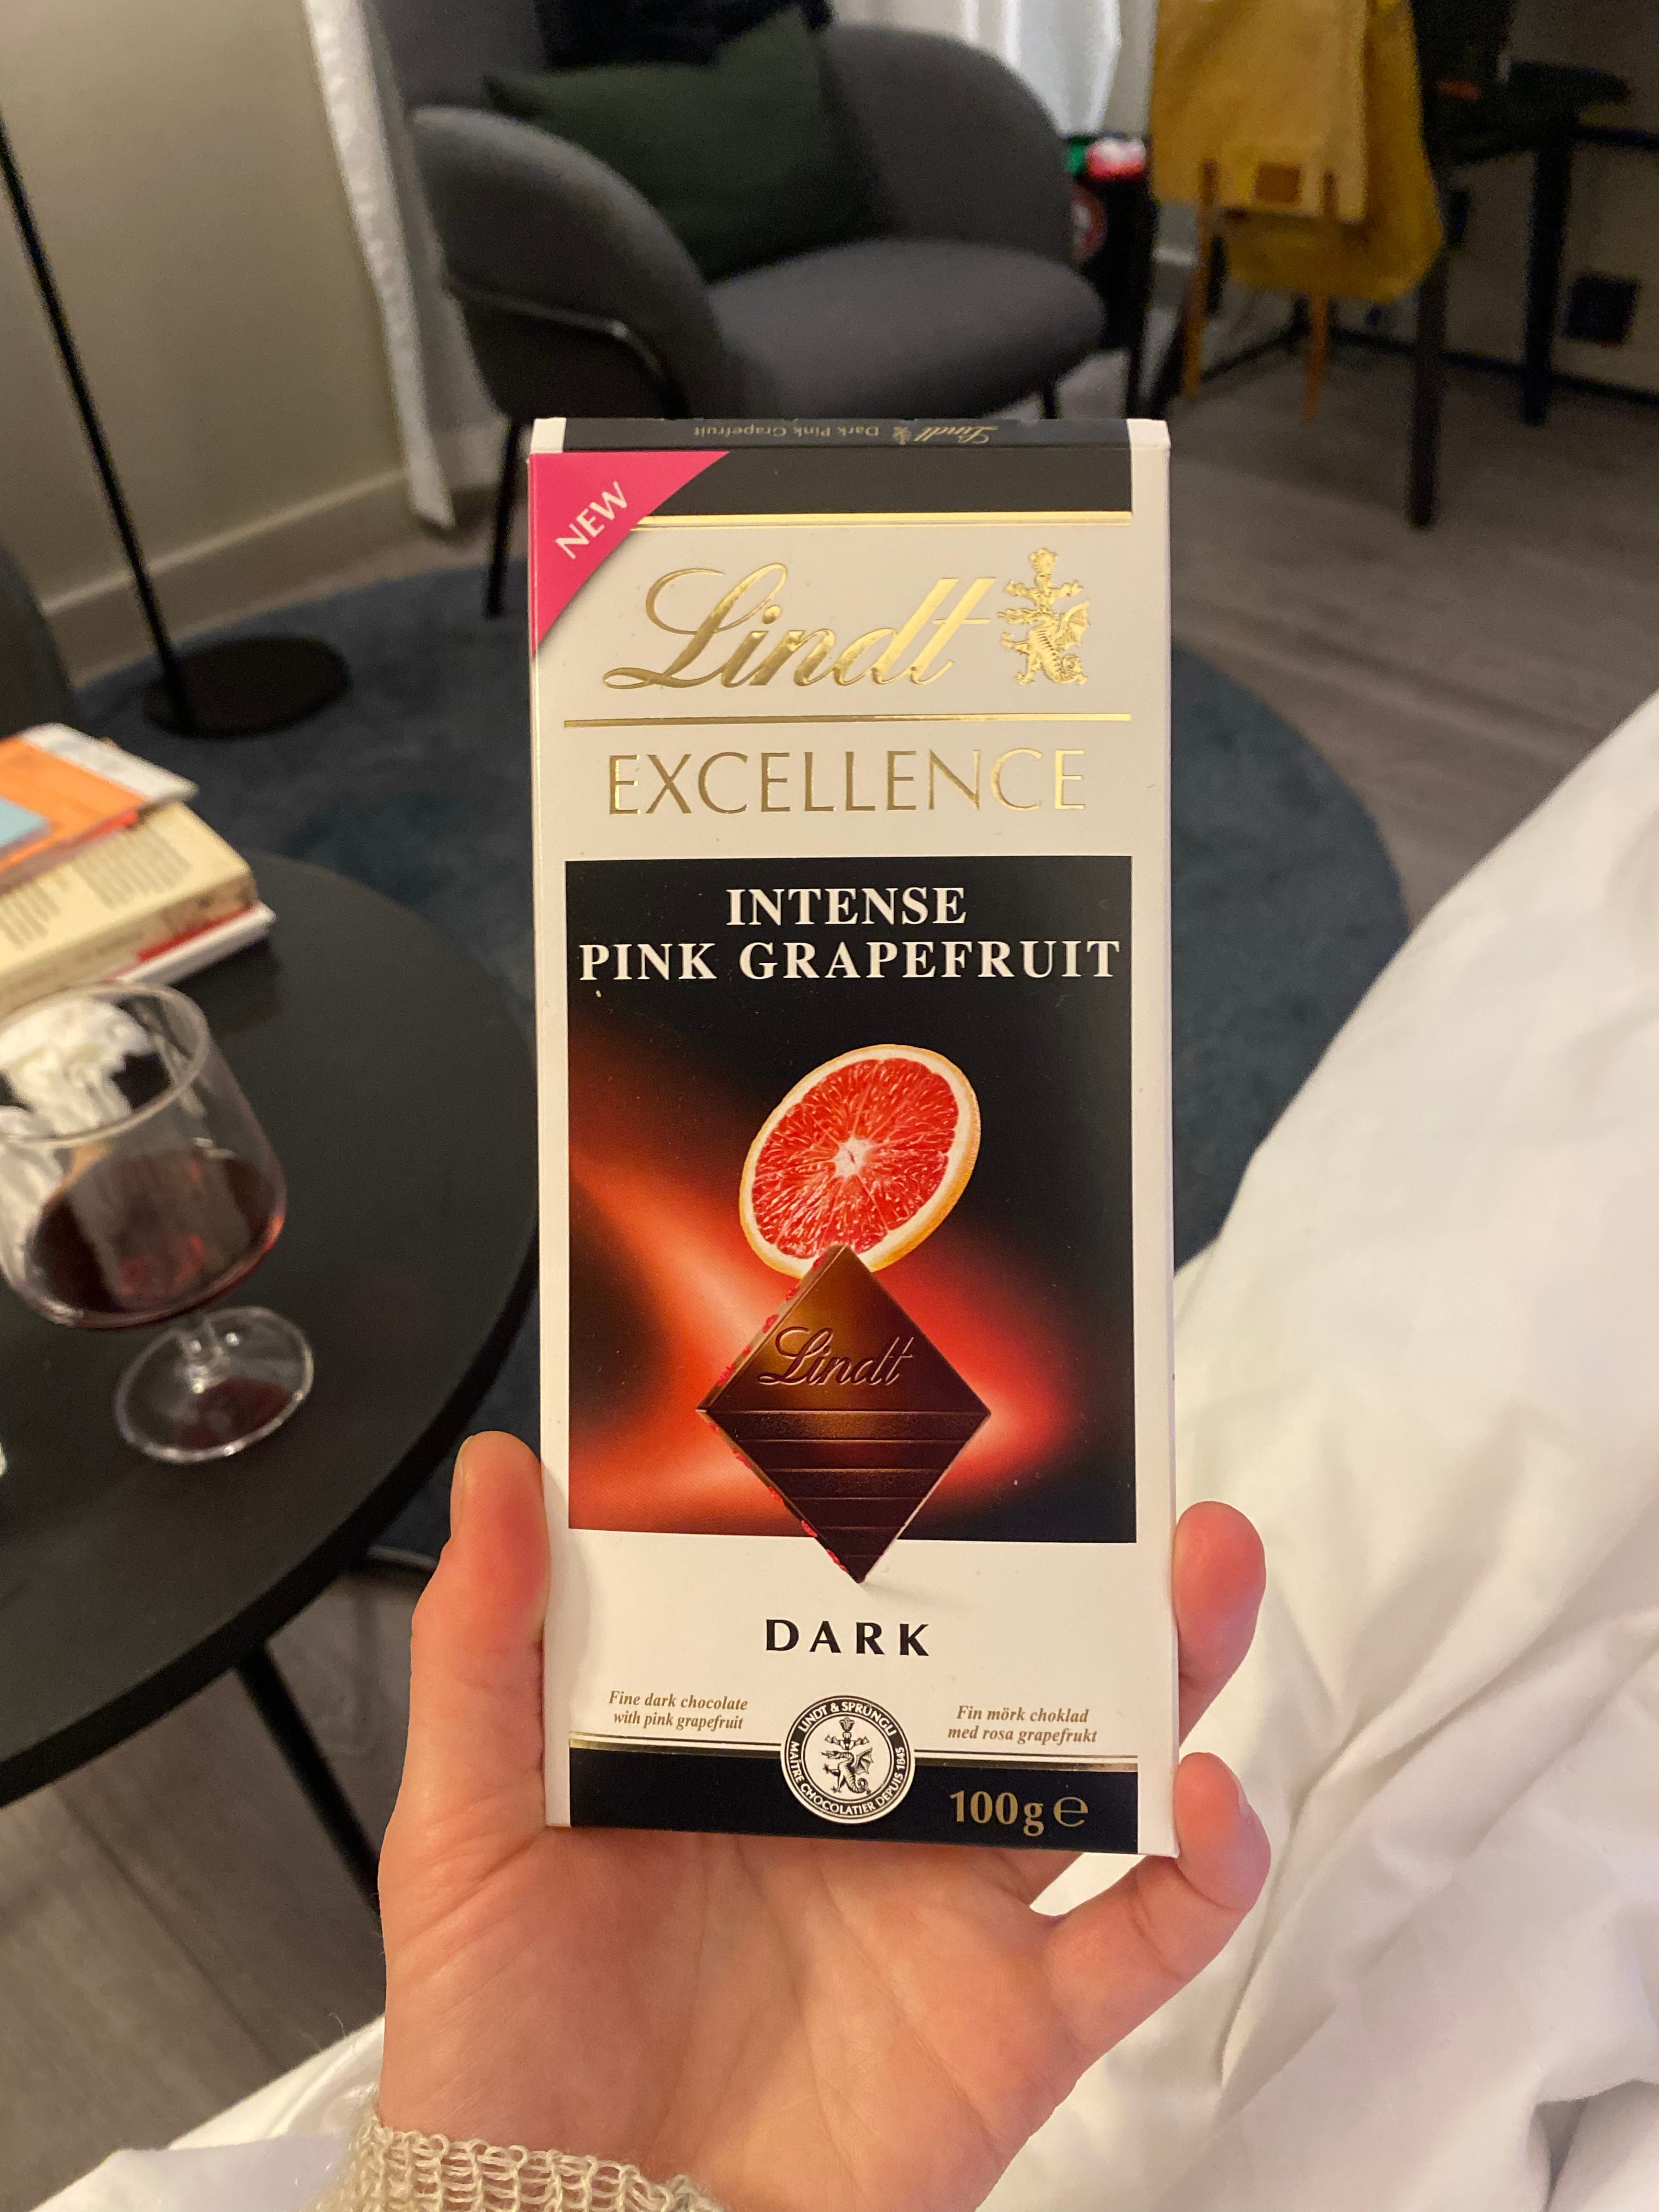 Lindt Dark Pink Grapefruit
NEW
Lindt
EXCELLENCE
INTENSE
PINK GRAPEFRUIT
Lindt
DARK
Fine dark chocolate
with pink grapefruit
LINDT & SPRÜNGLI
MAÎTRE CHOCOLATIER DEPUIS 1845
Fin mörk choklad
med rosa grapefrukt
100g ℮